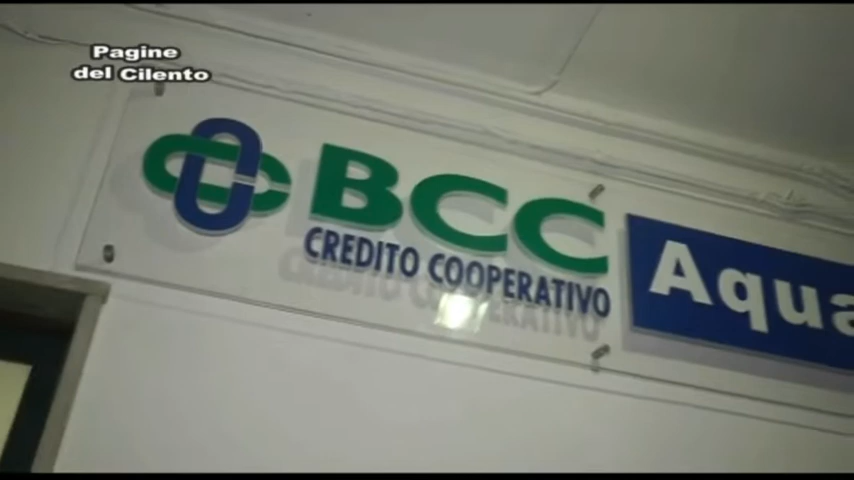 Pagine
del Cilento
BCC
CREDITO COOPERATIVO
Aqua